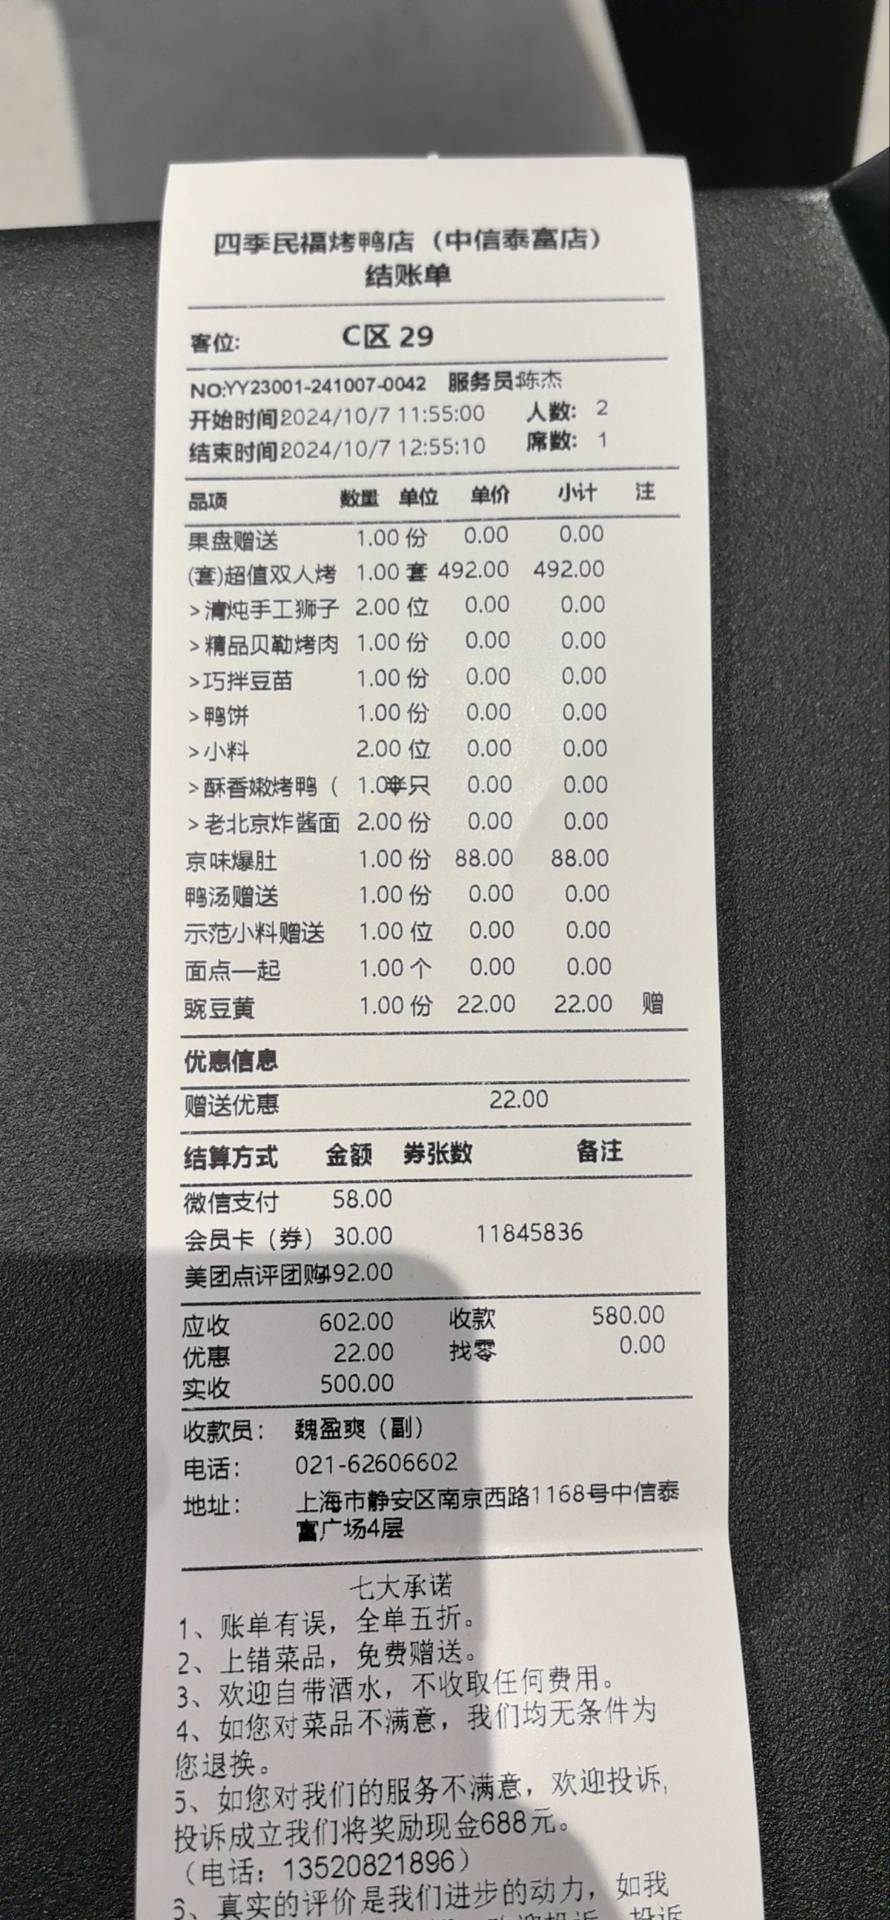 四季民福烤鸭店（中信泰富店）
结账单
客位： C区 29
NO:YY23001-241007-0042 服务员:陈杰
开始时间2024/10/7 11:55:00 人数： 2
结束时间2024/10/7 12:55:10 席数： 1
品项 数量 单位 单价 小计 注
果盘赠送 1.00 份 0.00 0.00
(套)超值双人烤 1.00 套 492.00 492.00
>清炖手工狮子 2.00 位 0.00 0.00
>精品贝勒烤肉 1.00 份 0.00 0.00
>巧拌豆苗 1.00 份 0.00 0.00
>鸭饼 1.00 份 0.00 0.00
>小料 2.00 位 0.00 0.00
>酥香嫩烤鸭（ 1.00半只 0.00 0.00
>老北京炸酱面 2.00 份 0.00 0.00
京味爆肚 1.00 份 88.00 88.00
鸭汤赠送 1.00 份 0.00 0.00
示范小料赠送 1.00 位 0.00 0.00
面点一起 1.00 个 0.00 0.00
豌豆黄 1.00 份 22.00 22.00 赠
优惠信息
赠送优惠 22.00
结算方式 金额 券张数 备注
微信支付 58.00
会员卡（券） 30.00 11845836
美团点评团购492.00
应收 602.00 收款 580.00
优惠 22.00 找零 0.00
实收 500.00
收款员： 魏盈爽（副）
电话： 021-62606602
地址： 上海市静安区南京西路1168号中信泰
富广场4层
七大承诺
1、账单有误，全单五折。
2、上错菜品，免费赠送。
3、欢迎自带酒水，不收取任何费用。
4、如您对菜品不满意，我们均无条件为
您退换。
5、如您对我们的服务不满意，欢迎投诉,
投诉成立我们将奖励现金688元。
（电话：13520821896）
6、真实的评价是我们进步的动力，如我